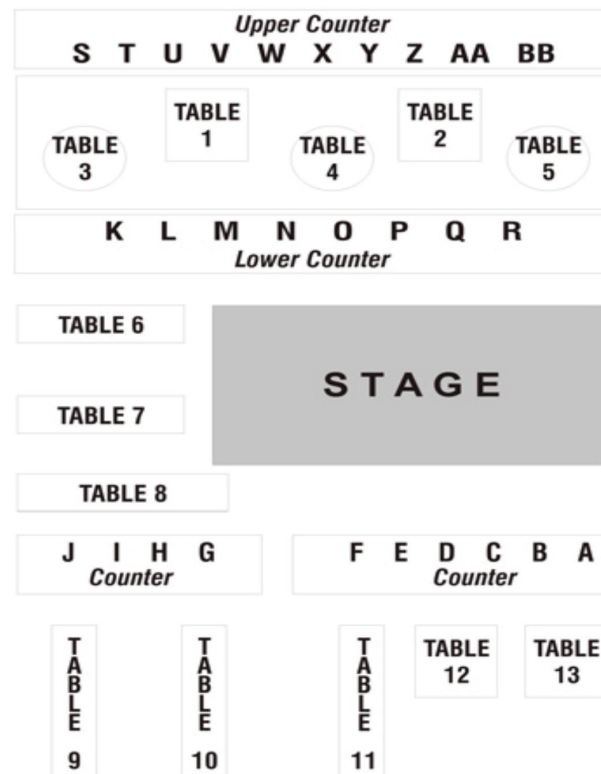 Upper Counter
S T U V W X Y Z AA BB
TABLE
1
TABLE
2
TABLE
3
TABLE
4
TABLE
5
K L M N O P Q R
Lower Counter
TABLE 6
STAGE
TABLE 7
TABLE 8
J I H G
Counter
F E D C B A
Counter
TABLE
9
TABLE
10
TABLE
11
TABLE
12
TABLE
13